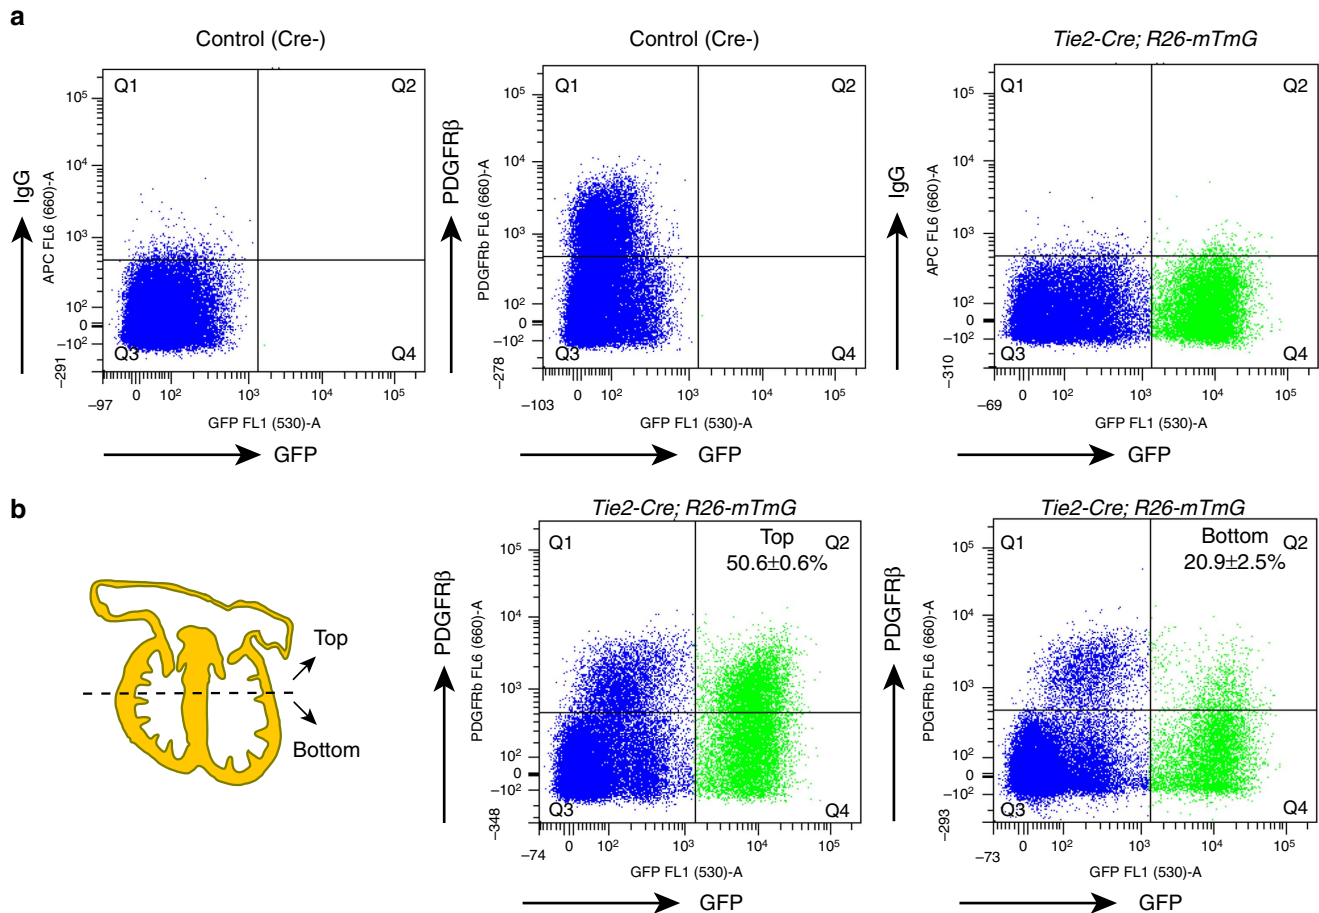 a
Control (Cre-)
Q1
Q2
Q3
Q4
IgG
APC FL6 (660)-A
10⁵
10⁴
10³
10²
0
−10²
−291
−97
0
10²
10³
10⁴
10⁵
GFP FL1 (530)-A
GFP
Control (Cre-)
Q1
Q2
Q3
Q4
PDGFRβ
PDGFRb FL6 (660)-A
10⁵
10⁴
10³
10²
0
−10²
−278
−103
0
10²
10³
10⁴
10⁵
GFP FL1 (530)-A
GFP
Tie2-Cre; R26-mTmG
Q1
Q2
Q3
Q4
IgG
APC FL6 (660)-A
10⁵
10⁴
10³
10²
0
−10²
−310
−69
0
10²
10³
10⁴
10⁵
GFP FL1 (530)-A
GFP
b
Top
Bottom
Tie2-Cre; R26-mTmG
Q1
Top
50.6±0.6%
Q2
Q3
Q4
PDGFRβ
PDGFRb FL6 (660)-A
10⁵
10⁴
10³
10²
0
−10²
−348
−74
0
10²
10³
10⁴
10⁵
GFP FL1 (530)-A
GFP
Tie2-Cre; R26-mTmG
Q1
Bottom
Q2
20.9±2.5%
Q3
Q4
PDGFRβ
PDGFRb FL6 (660)-A
10⁵
10⁴
10³
10²
0
−10²
−293
−73
0
10²
10³
10⁴
10⁵
GFP FL1 (530)-A
GFP